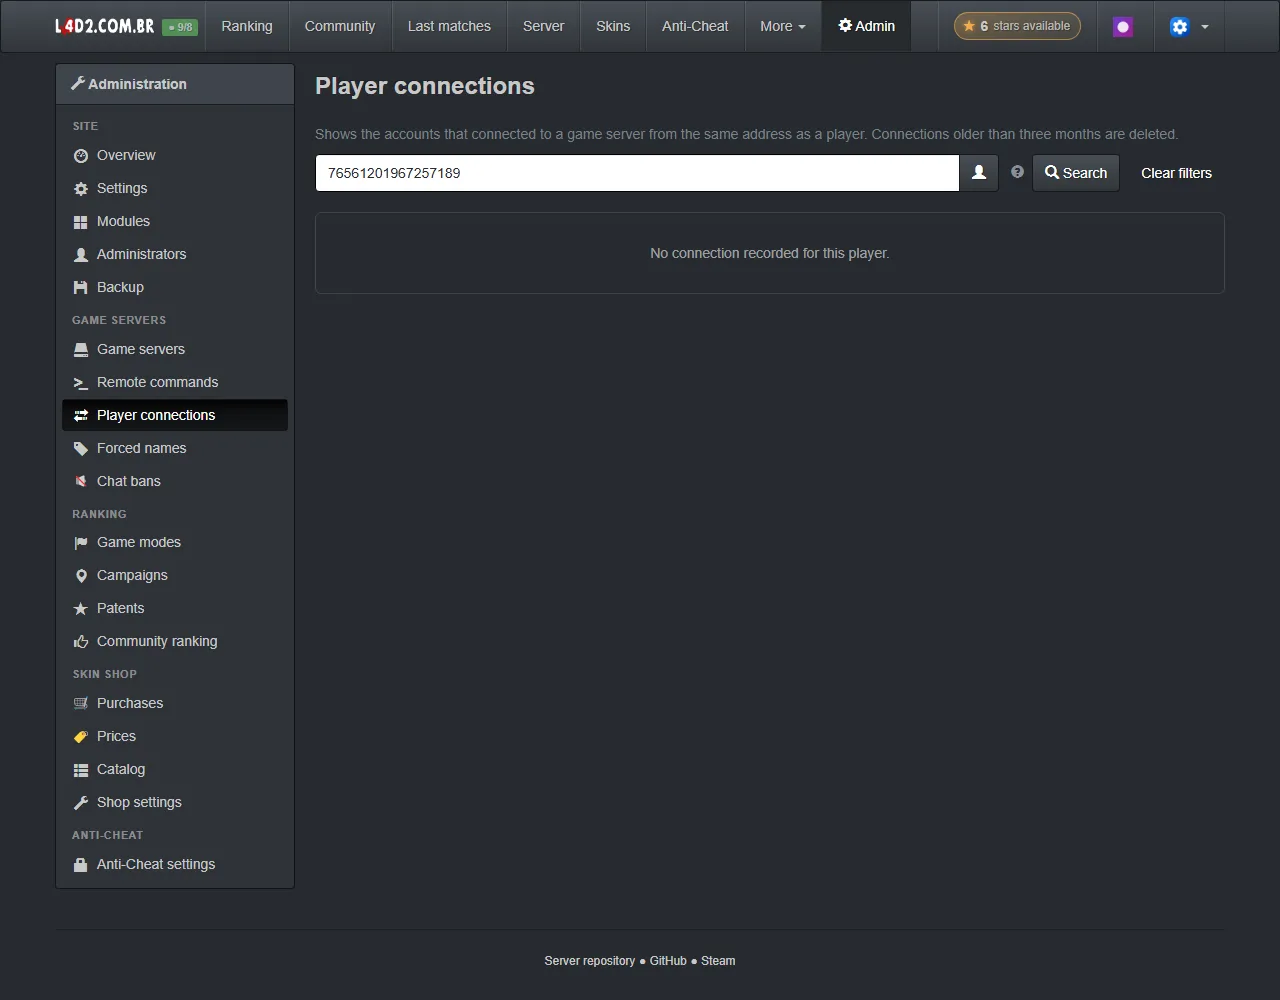 L4D2.COM.BR
9/8
Ranking
Community
Last matches
Server
Skins
Anti-Cheat
More
Admin
6 stars available
Administration
SITE
Overview
Settings
Modules
Administrators
Backup
GAME SERVERS
Game servers
Remote commands
Player connections
Forced names
Chat bans
RANKING
Game modes
Campaigns
Patents
Community ranking
SKIN SHOP
Purchases
Prices
Catalog
Shop settings
ANTI-CHEAT
Anti-Cheat settings
Player connections
Shows the accounts that connected to a game server from the same address as a player. Connections older than three months are deleted.
76561201967257189
?
Search
Clear filters
No connection recorded for this player.
Server repository ● GitHub ● Steam